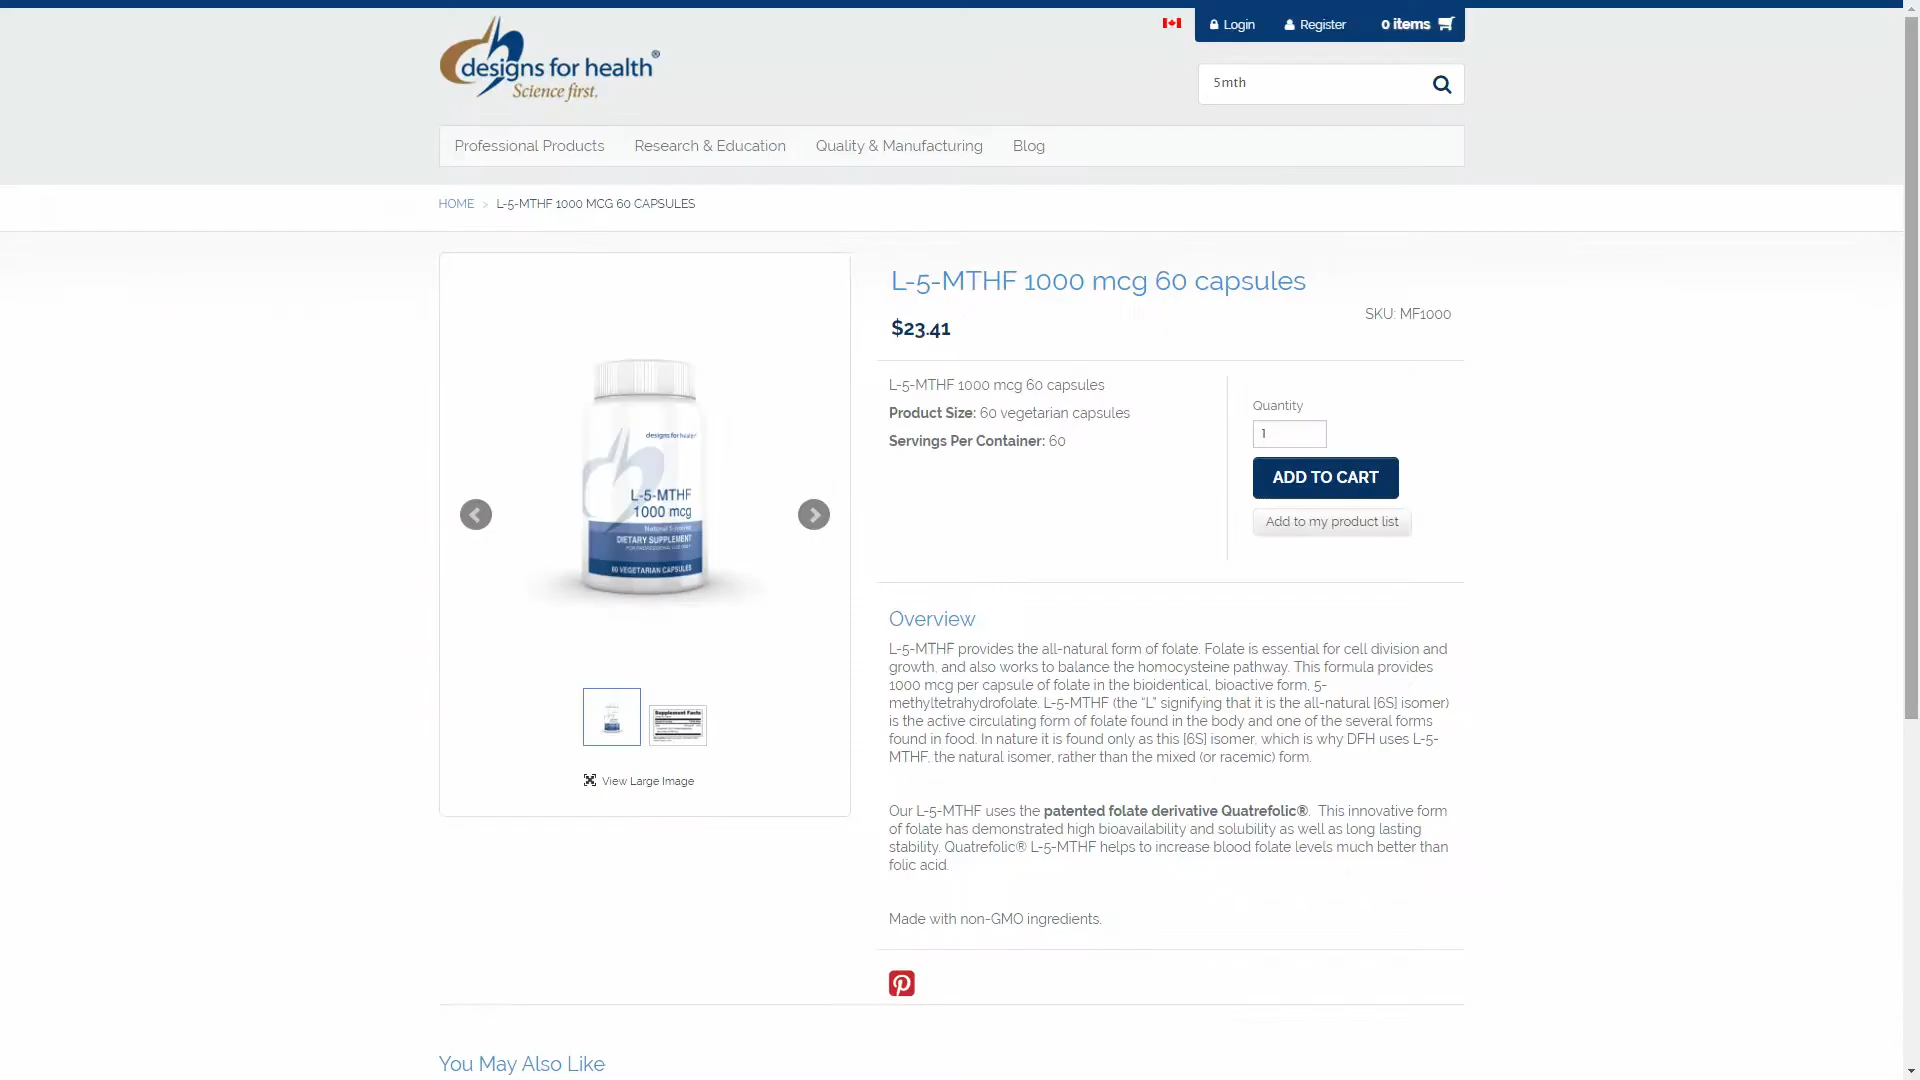 Login
Register
0 items
designs for health®
Science first.
5mth
Professional Products
Research & Education
Quality & Manufacturing
Blog
HOME > L-5-MTHF 1000 MCG 60 CAPSULES
L-5-MTHF 1000 mcg 60 capsules
$23.41
SKU: MF1000
designs for health
L-5-MTHF
1000 mcg
DIETARY SUPPLEMENT
60 VEGETARIAN CAPSULES
Supplement Facts
View Large Image
L-5-MTHF 1000 mcg 60 capsules
Product Size: 60 vegetarian capsules
Servings Per Container: 60
Quantity
1
ADD TO CART
Add to my product list
Overview
L-5-MTHF provides the all-natural form of folate. Folate is essential for cell division and
growth, and also works to balance the homocysteine pathway. This formula provides
1000 mcg per capsule of folate in the bioidentical, bioactive form, 5-
methyltetrahydrofolate. L-5-MTHF (the “L” signifying that it is the all-natural [6S] isomer)
is the active circulating form of folate found in the body and one of the several forms
found in food. In nature it is found only as this [6S] isomer, which is why DFH uses L-5-
MTHF, the natural isomer, rather than the mixed (or racemic) form.
Our L-5-MTHF uses the patented folate derivative Quatrefolic®. This innovative form
of folate has demonstrated high bioavailability and solubility as well as long lasting
stability. Quatrefolic® L-5-MTHF helps to increase blood folate levels much better than
folic acid.
Made with non-GMO ingredients.
You May Also Like